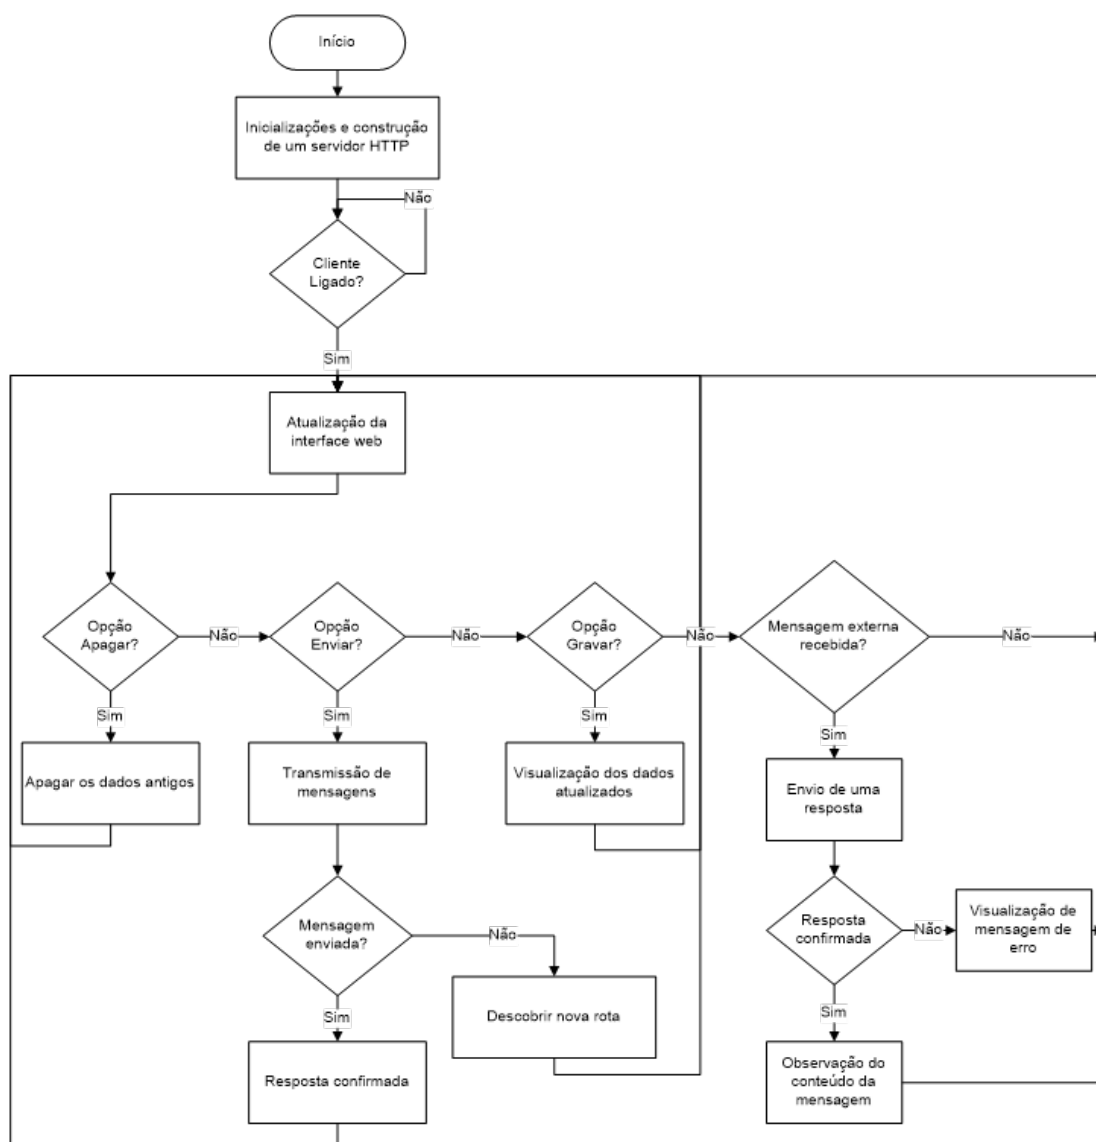 Início
Inicializações e construção
de um servidor HTTP
Não
Cliente
Ligado?
Sim
Atualização da
interface web
Opção
Apagar?
Não
Opção
Enviar?
Não
Opção
Gravar?
Não
Mensagem externa
recebida?
Não
Sim
Sim
Sim
Sim
Apagar os dados antigos
Transmissão de
mensagens
Visualização dos dados
atualizados
Envio de uma
resposta
Mensagem
enviada?
Não
Resposta
confirmada
Não
Visualização de
mensagem de
erro
Sim
Descobrir nova rota
Sim
Resposta confirmada
Observação do
conteúdo da
mensagem